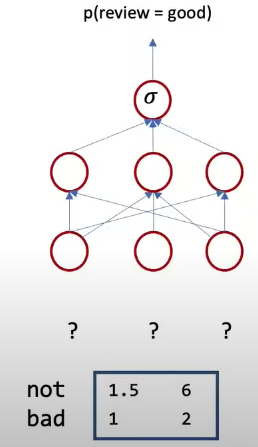 p(review = good)
σ
? ? ?
not 1.5 6
bad 1 2